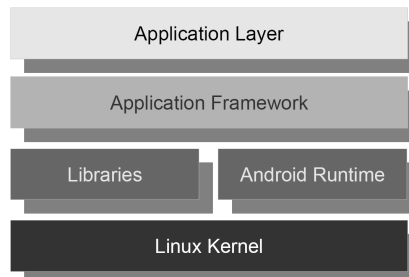 Application Layer
Application Framework
Libraries
Android Runtime
Linux Kernel